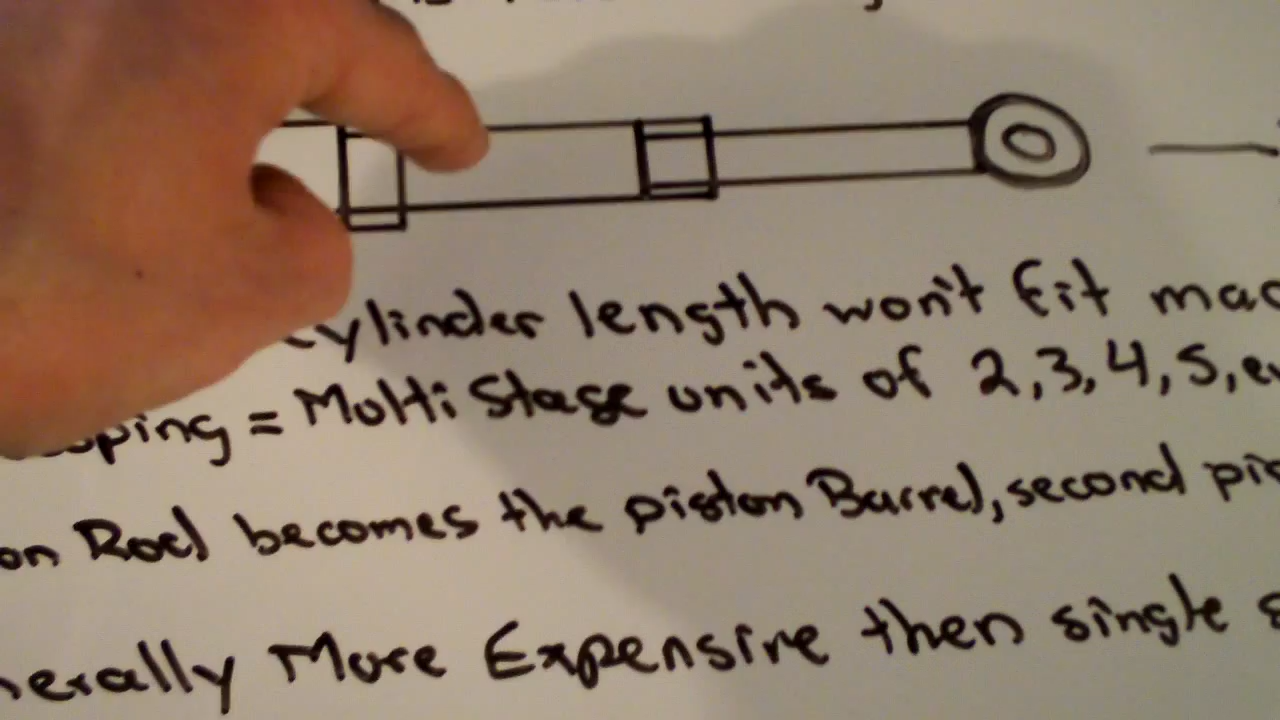 cylinder length won't fit mac
oping = Multi Stage units of 2,3,4,5,e
on Rod becomes the piston Barrel, second pis
nerally More Expensive then single s